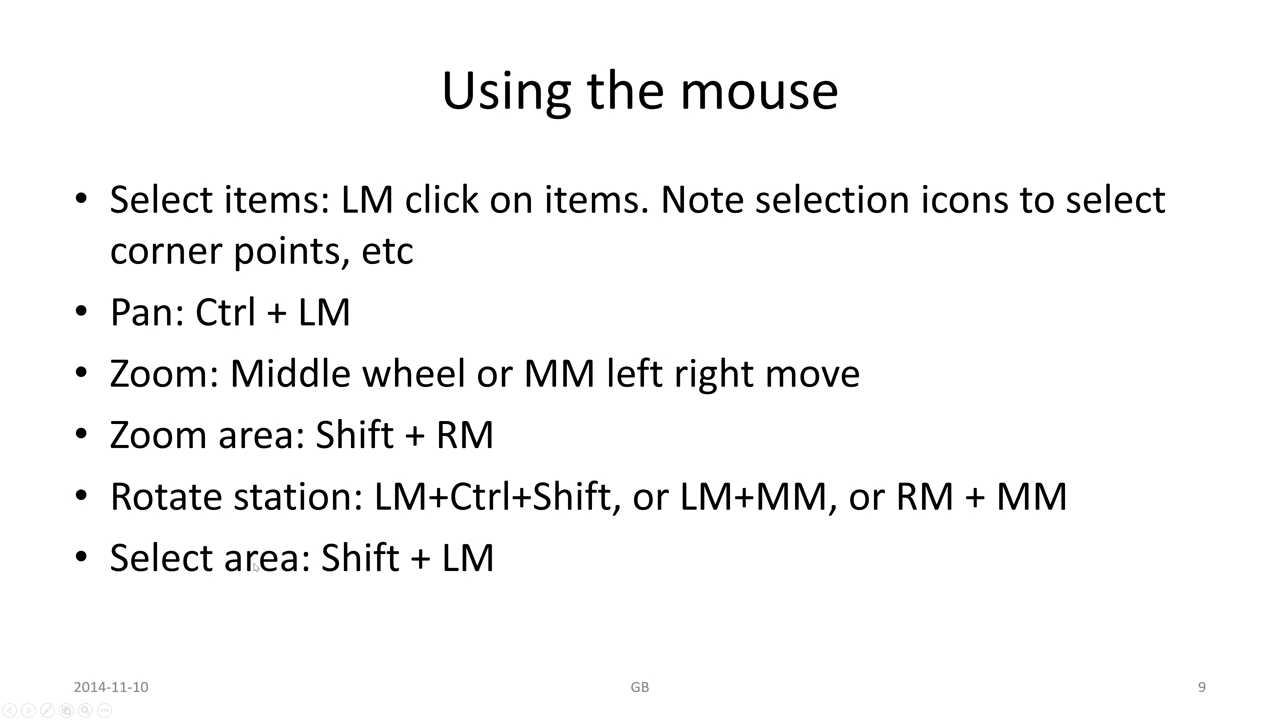 Using the mouse
• Select items: LM click on items. Note selection icons to select
corner points, etc
• Pan: Ctrl + LM
• Zoom: Middle wheel or MM left right move
• Zoom area: Shift + RM
• Rotate station: LM+Ctrl+Shift, or LM+MM, or RM + MM
• Select area: Shift + LM
2014-11-10 GB 9